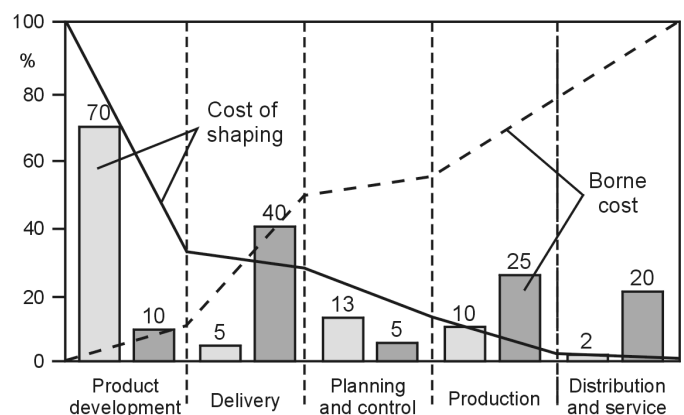 100
%
80
60
40
20
0
70
10
5
40
13
5
10
25
2
20
Cost of
shaping
Borne
cost
Product
development
Delivery
Planning
and control
Production
Distribution
and service